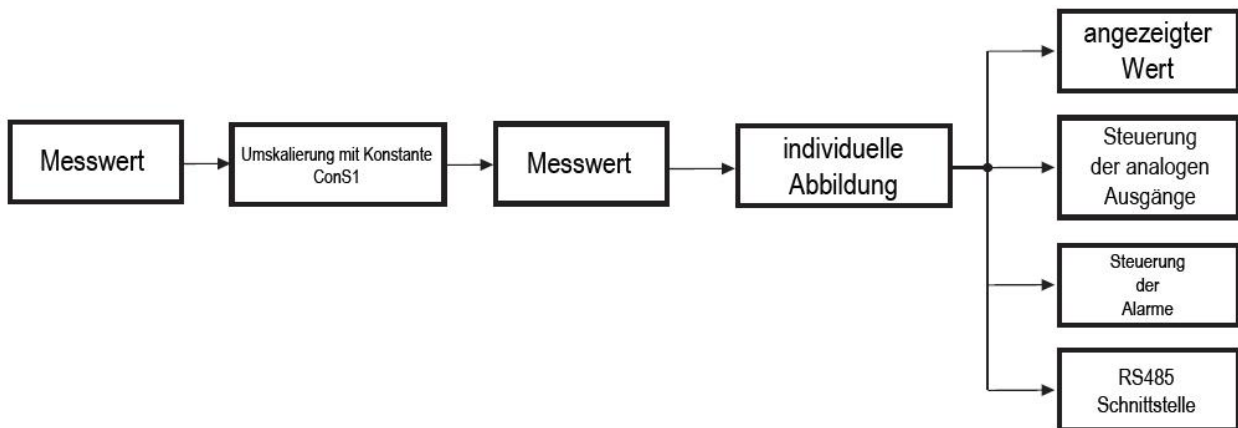 Messwert
Umskalierung mit Konstante
ConS1
Messwert
individuelle
Abbildung
angezeigter
Wert
Steuerung
der analogen
Ausgänge
Steuerung
der
Alarme
RS485
Schnittstelle